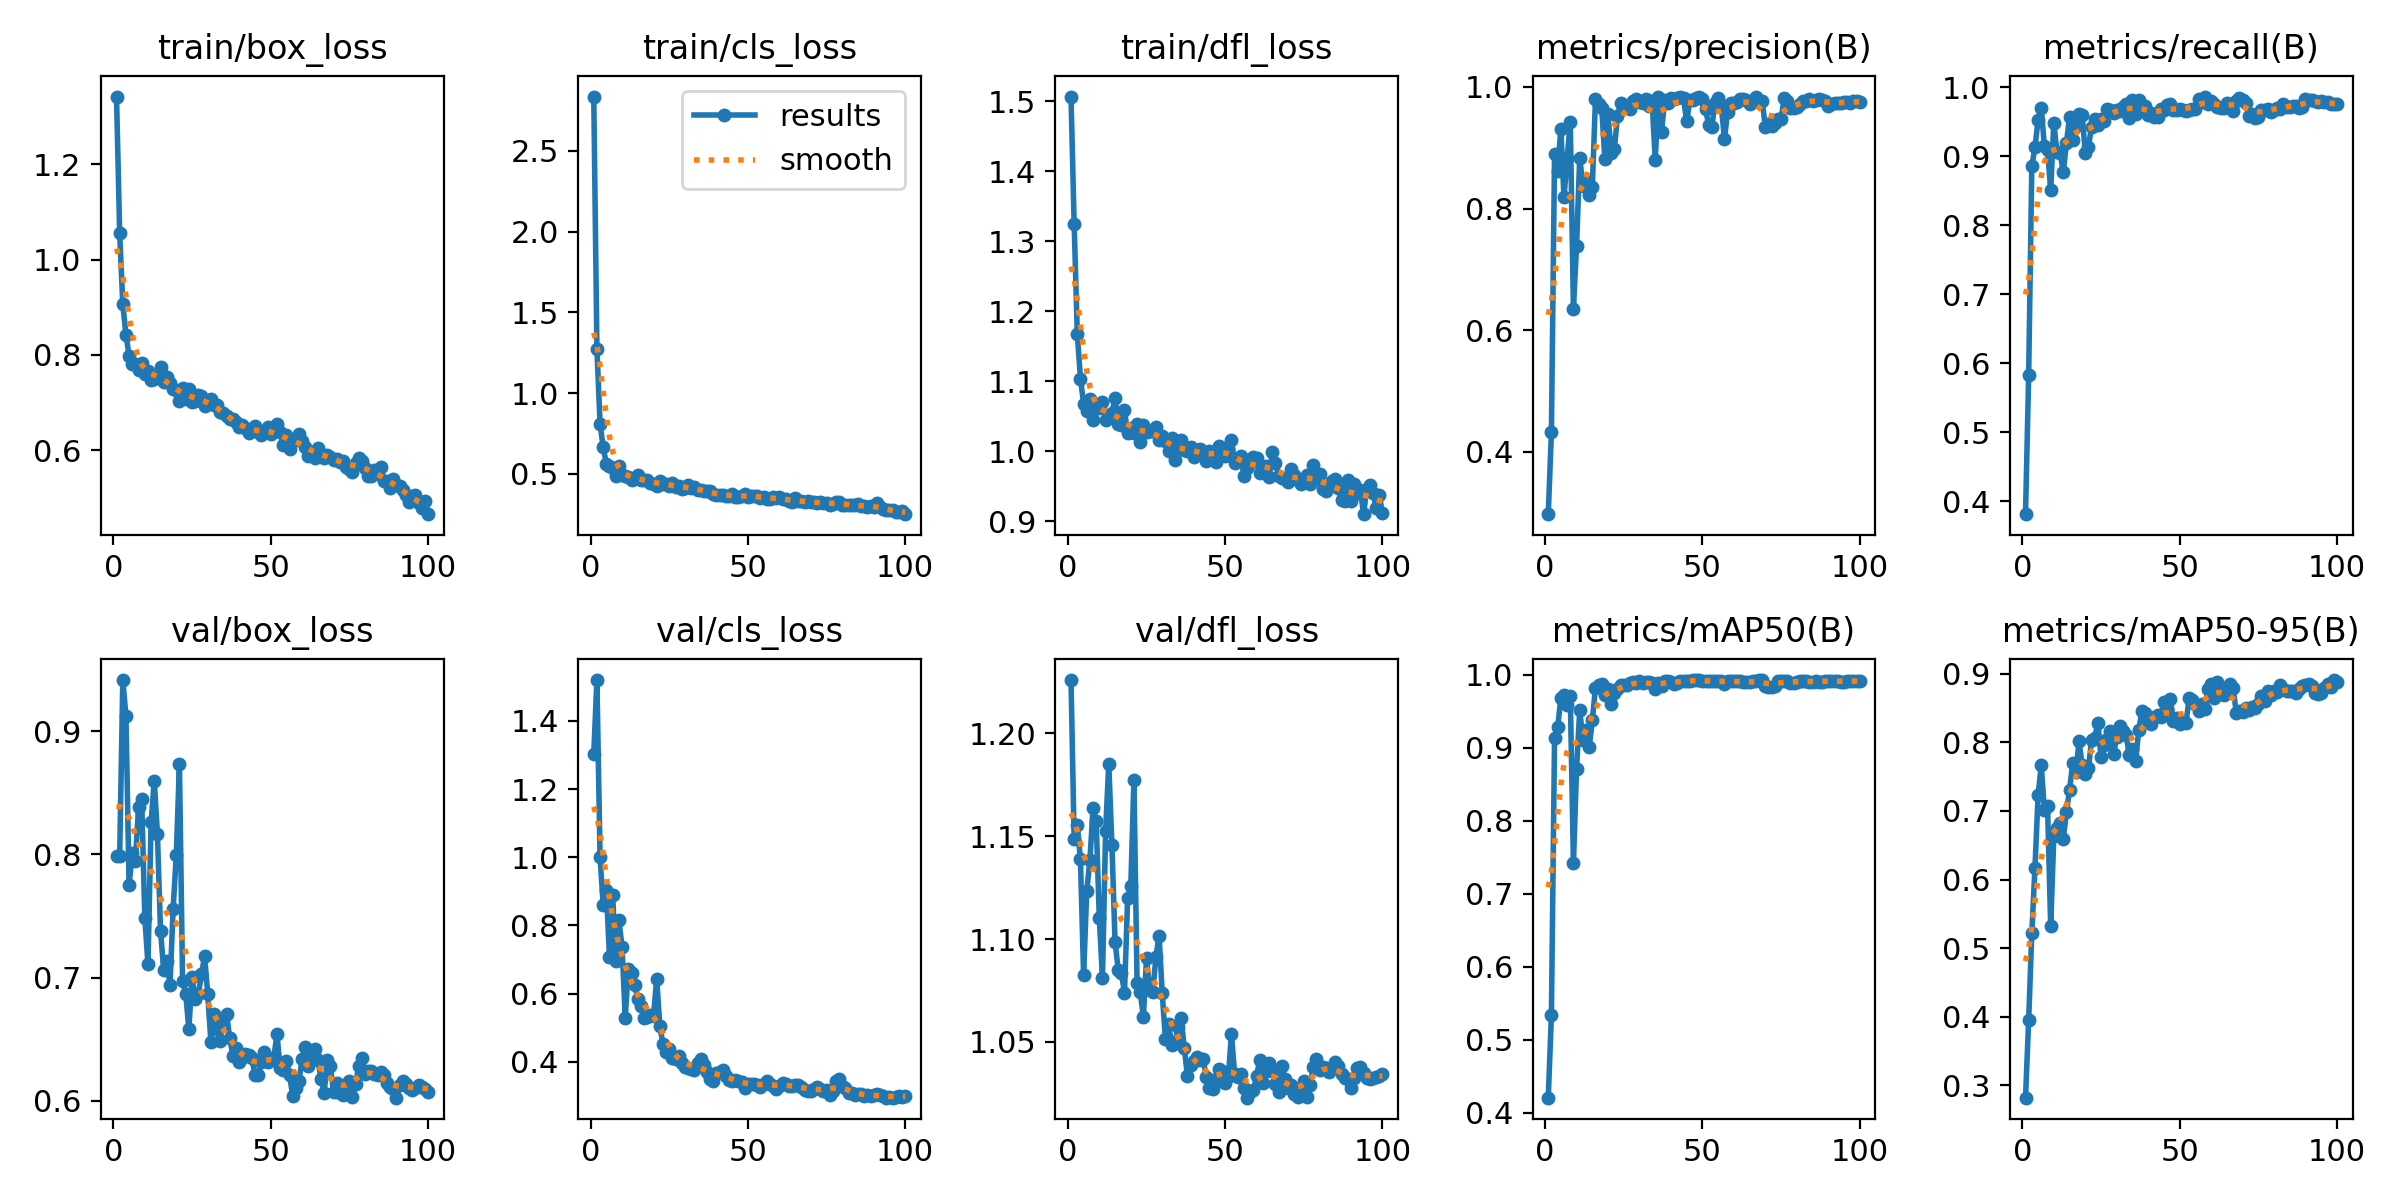 train/box_loss
1.2
1.0
0.8
0.6
0 50 100
train/cls_loss
results
smooth
2.5
2.0
1.5
1.0
0.5
0 50 100
train/dfl_loss
1.5
1.4
1.3
1.2
1.1
1.0
0.9
0 50 100
metrics/precision(B)
1.0
0.8
0.6
0.4
0 50 100
metrics/recall(B)
1.0
0.9
0.8
0.7
0.6
0.5
0.4
0 50 100
val/box_loss
0.9
0.8
0.7
0.6
0 50 100
val/cls_loss
1.4
1.2
1.0
0.8
0.6
0.4
0 50 100
val/dfl_loss
1.20
1.15
1.10
1.05
0 50 100
metrics/mAP50(B)
1.0
0.9
0.8
0.7
0.6
0.5
0.4
0 50 100
metrics/mAP50-95(B)
0.9
0.8
0.7
0.6
0.5
0.4
0.3
0 50 100